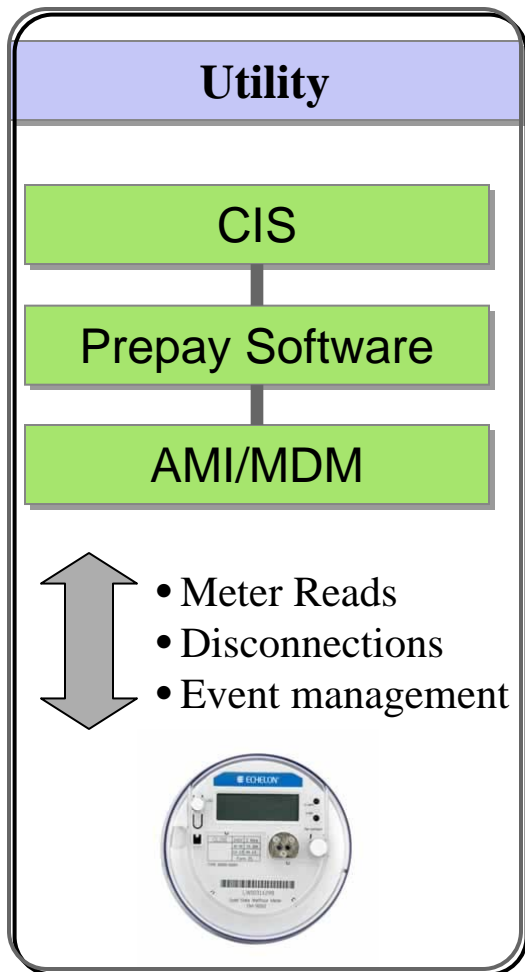 Utility
CIS
Prepay Software
AMI/MDM
• Meter Reads
• Disconnections
• Event management
ECHELON